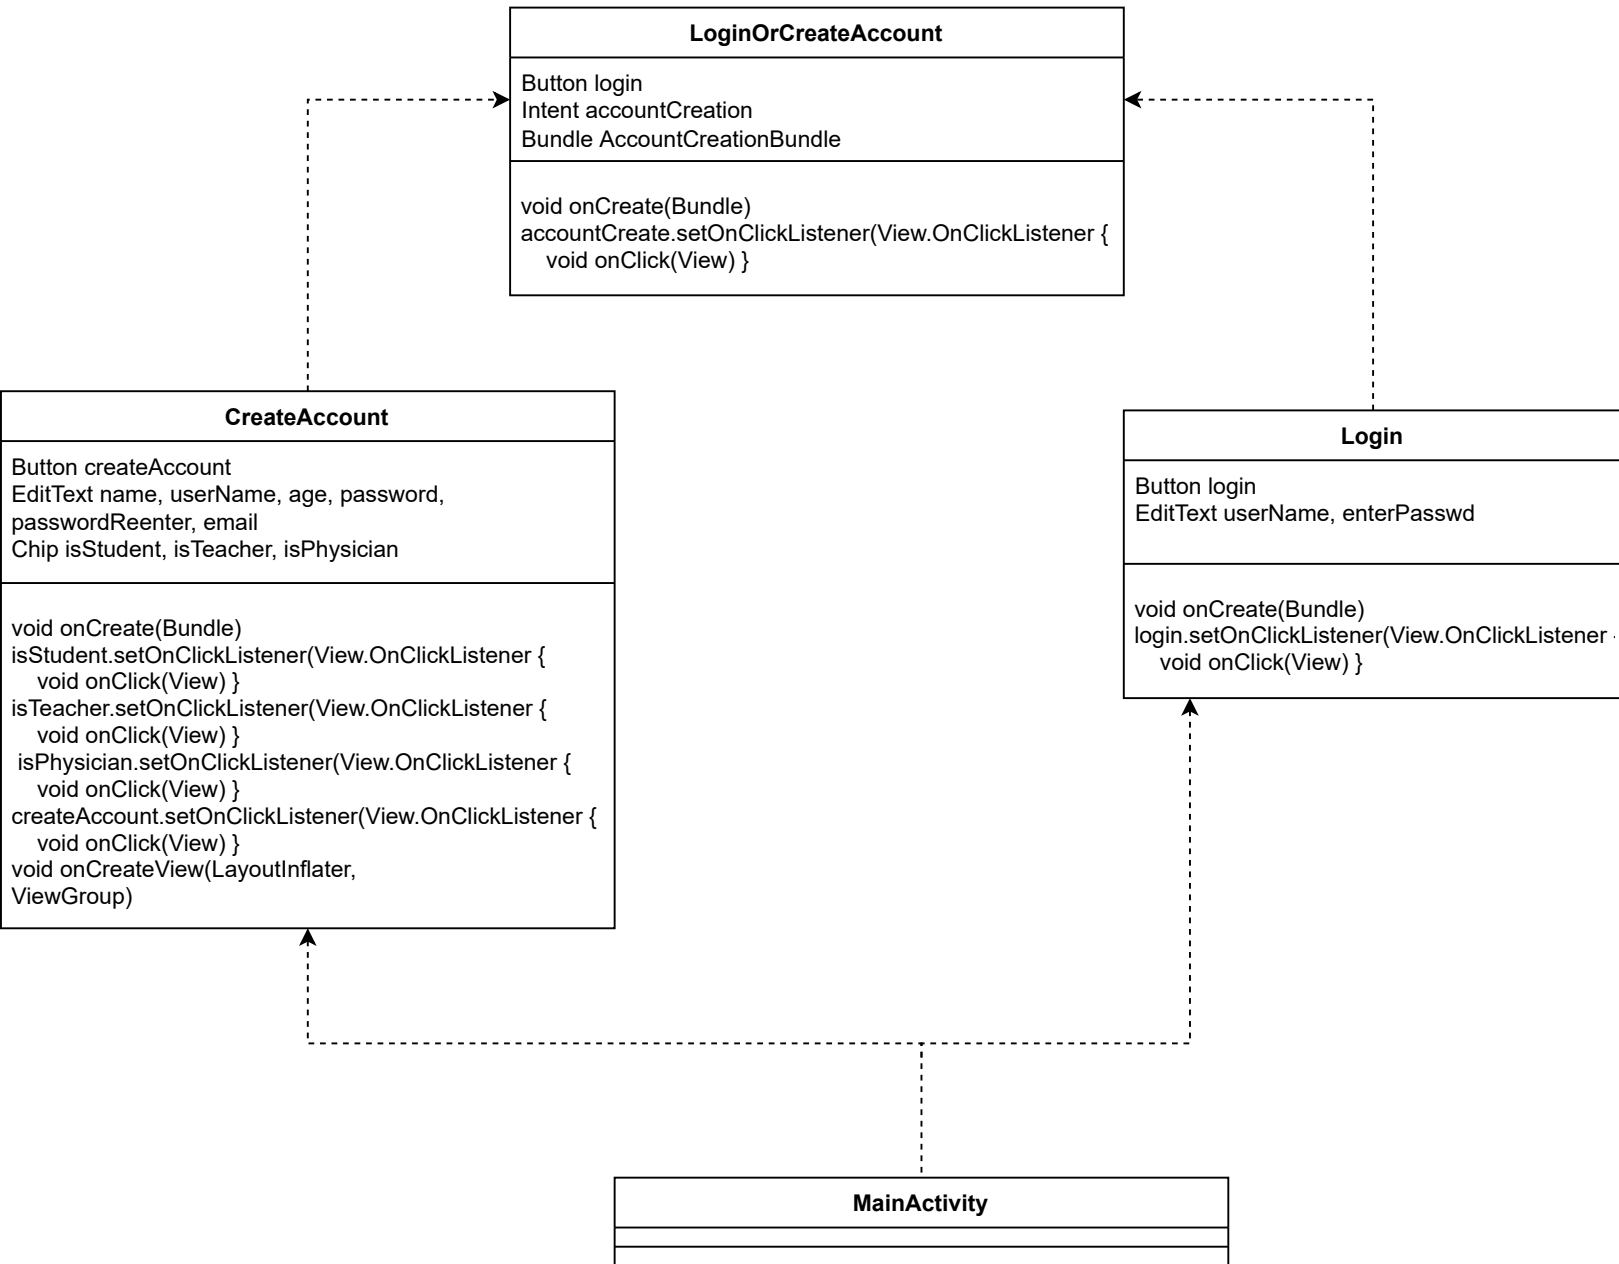 LoginOrCreateAccount
Button login
Intent accountCreation
Bundle AccountCreationBundle
void onCreate(Bundle)
accountCreate.setOnClickListener(View.OnClickListener {
void onClick(View) }
CreateAccount
Button createAccount
EditText name, userName, age, password,
passwordReenter, email
Chip isStudent, isTeacher, isPhysician
void onCreate(Bundle)
isStudent.setOnClickListener(View.OnClickListener {
void onClick(View) }
isTeacher.setOnClickListener(View.OnClickListener {
void onClick(View) }
isPhysician.setOnClickListener(View.OnClickListener {
void onClick(View) }
createAccount.setOnClickListener(View.OnClickListener {
void onClick(View) }
void onCreateView(LayoutInflater,
ViewGroup)
Login
Button login
EditText userName, enterPasswd
void onCreate(Bundle)
login.setOnClickListener(View.OnClickListener
void onClick(View) }
MainActivity